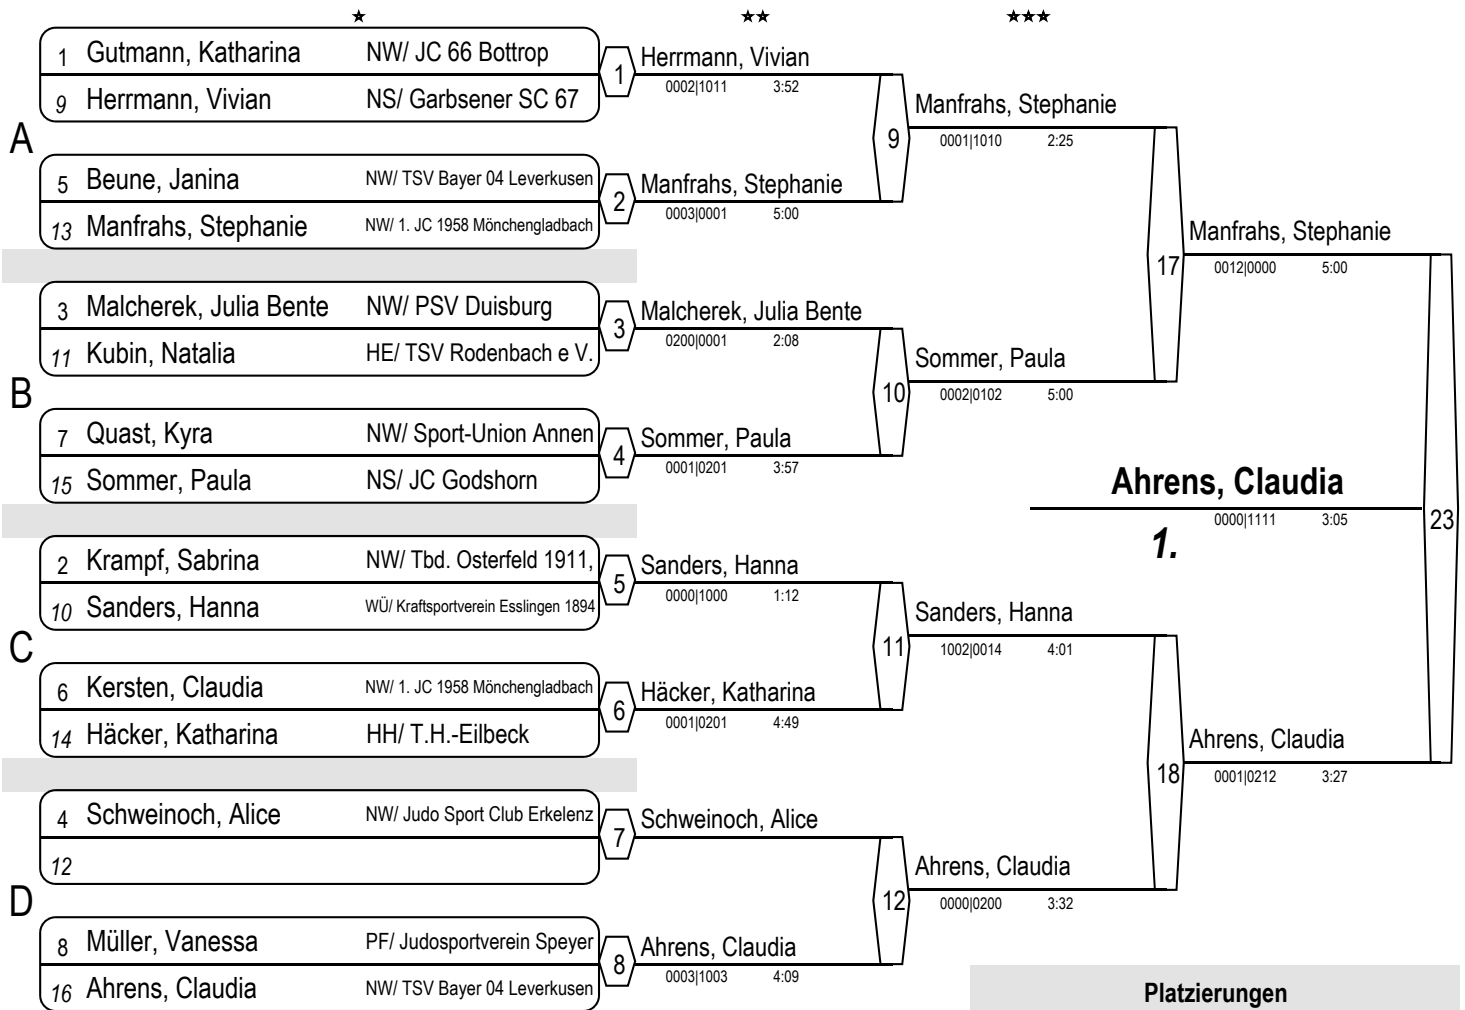 ★ ★★ ★★★
1 Gutmann, Katharina NW/ JC 66 Bottrop
9 Herrmann, Vivian NS/ Garbsener SC 67
1
Herrmann, Vivian
0002|1011 3:52
A
5 Beune, Janina NW/ TSV Bayer 04 Leverkusen
13 Manfrahs, Stephanie NW/ 1. JC 1958 Mönchengladbach
2
Manfrahs, Stephanie
0003|0001 5:00
9
Manfrahs, Stephanie
0001|1010 2:25
3 Malcherek, Julia Bente NW/ PSV Duisburg
11 Kubin, Natalia HE/ TSV Rodenbach e V.
3
Malcherek, Julia Bente
0200|0001 2:08
B
7 Quast, Kyra NW/ Sport-Union Annen
15 Sommer, Paula NS/ JC Godshorn
4
Sommer, Paula
0001|0201 3:57
10
Sommer, Paula
0002|0102 5:00
17
Manfrahs, Stephanie
0012|0000 5:00
2 Krampf, Sabrina NW/ Tbd. Osterfeld 1911,
10 Sanders, Hanna WÜ/ Kraftsportverein Esslingen 1894
5
Sanders, Hanna
0000|1000 1:12
C
6 Kersten, Claudia NW/ 1. JC 1958 Mönchengladbach
14 Häcker, Katharina HH/ T.H.-Eilbeck
6
Häcker, Katharina
0001|0201 4:49
11
Sanders, Hanna
1002|0014 4:01
4 Schweinoch, Alice NW/ Judo Sport Club Erkelenz
12
7
Schweinoch, Alice
D
8 Müller, Vanessa PF/ Judosportverein Speyer
16 Ahrens, Claudia NW/ TSV Bayer 04 Leverkusen
8
Ahrens, Claudia
0003|1003 4:09
12
Ahrens, Claudia
0000|0200 3:32
18
Ahrens, Claudia
0001|0212 3:27
23
Ahrens, Claudia
0000|1111 3:05
1.
Platzierungen